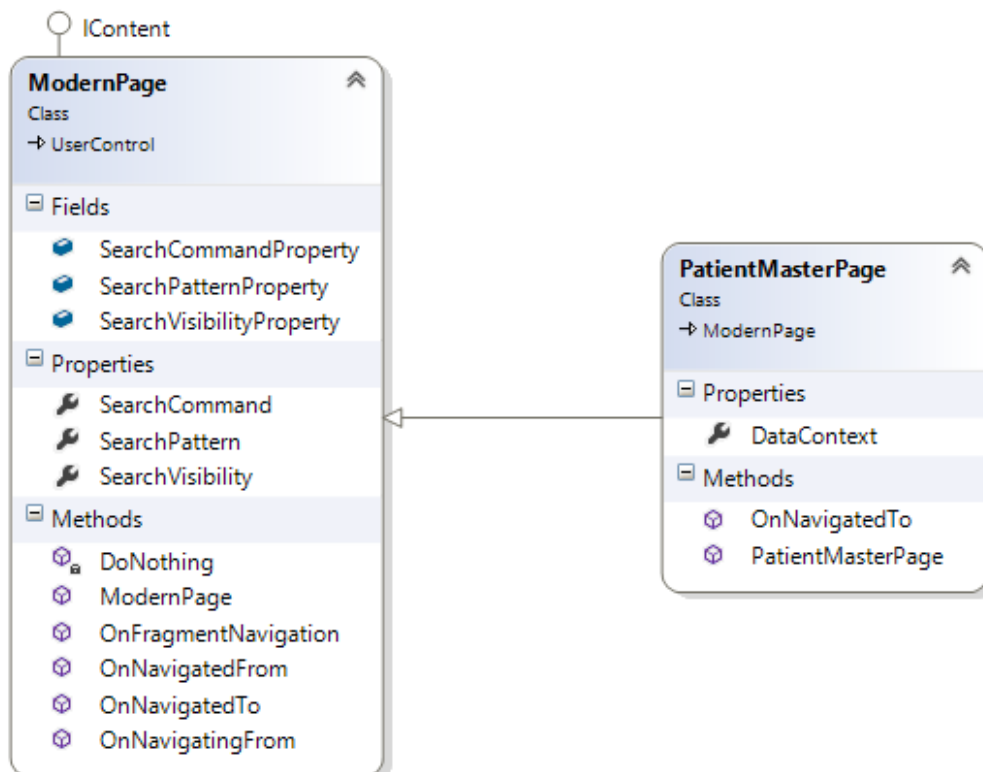 IContent
ModernPage
Class
UserControl
Fields
SearchCommandProperty
SearchPatternProperty
SearchVisibilityProperty
Properties
SearchCommand
SearchPattern
SearchVisibility
Methods
DoNothing
ModernPage
OnFragmentNavigation
OnNavigatedFrom
OnNavigatedTo
OnNavigatingFrom
PatientMasterPage
Class
ModernPage
Properties
DataContext
Methods
OnNavigatedTo
PatientMasterPage